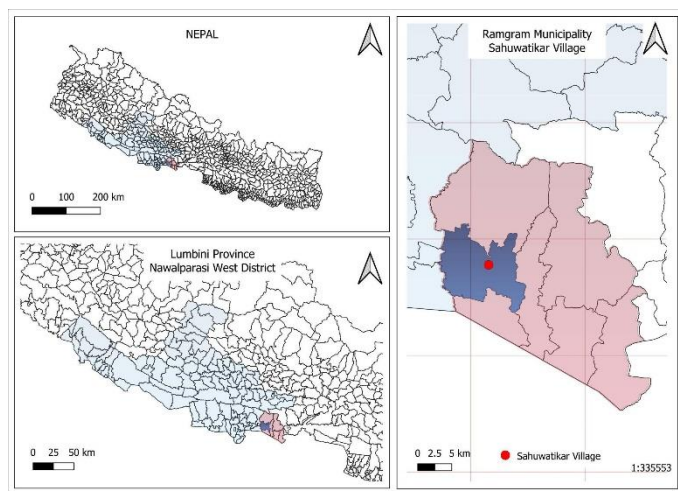 NEPAL
0 100 200 km
Lumbini Province
Nawalparasi West District
0 25 50 km
Ramgram Municipality
Sahuwatikar Village
0 2.5 5 km
Sahuwatikar Village
1:335553